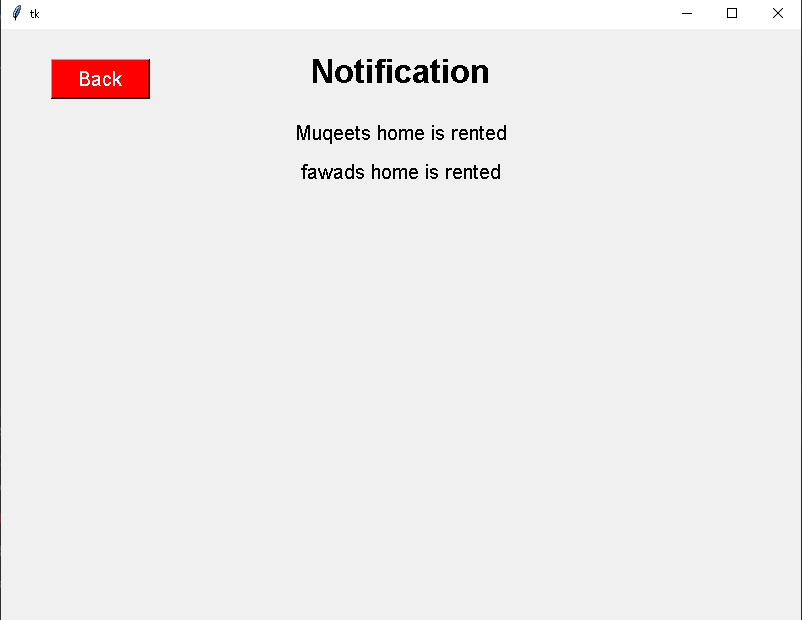 tk
Back
Notification
Muqeets home is rented
fawads home is rented